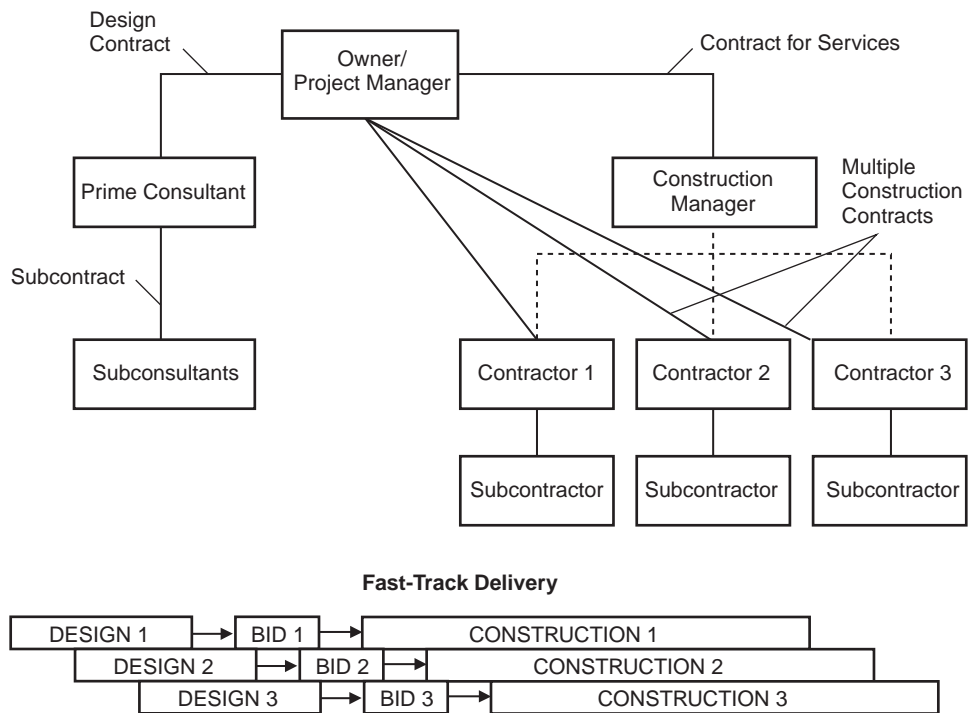 Design
Contract
Owner/
Project Manager
Contract for Services
Prime Consultant
Construction
Manager
Multiple
Construction
Contracts
Subcontract
Subconsultants
Contractor 1
Contractor 2
Contractor 3
Subcontractor
Subcontractor
Subcontractor
Fast-Track Delivery
DESIGN 1
BID 1
CONSTRUCTION 1
DESIGN 2
BID 2
CONSTRUCTION 2
DESIGN 3
BID 3
CONSTRUCTION 3